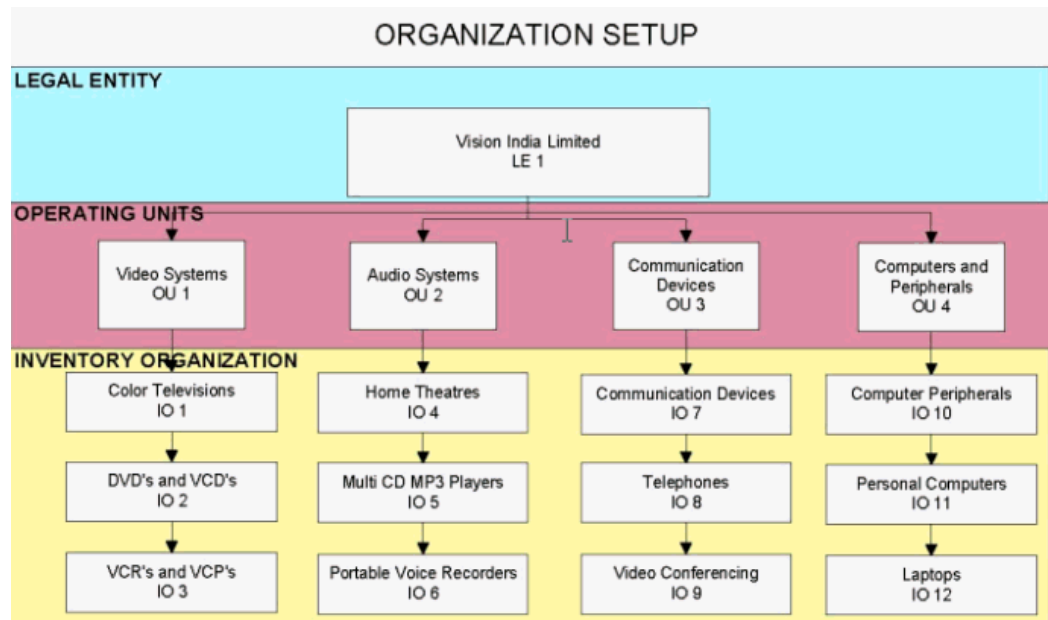 ORGANIZATION SETUP
LEGAL ENTITY
Vision India Limited
LE 1
OPERATING UNITS
Video Systems
OU 1
Audio Systems
OU 2
Communication
Devices
OU 3
Computers and
Peripherals
OU 4
INVENTORY ORGANIZATION
Color Televisions
IO 1
Home Theatres
IO 4
Communication Devices
IO 7
Computer Peripherals
IO 10
DVD's and VCD's
IO 2
Multi CD MP3 Players
IO 5
Telephones
IO 8
Personal Computers
IO 11
VCR's and VCP's
IO 3
Portable Voice Recorders
IO 6
Video Conferencing
IO 9
Laptops
IO 12